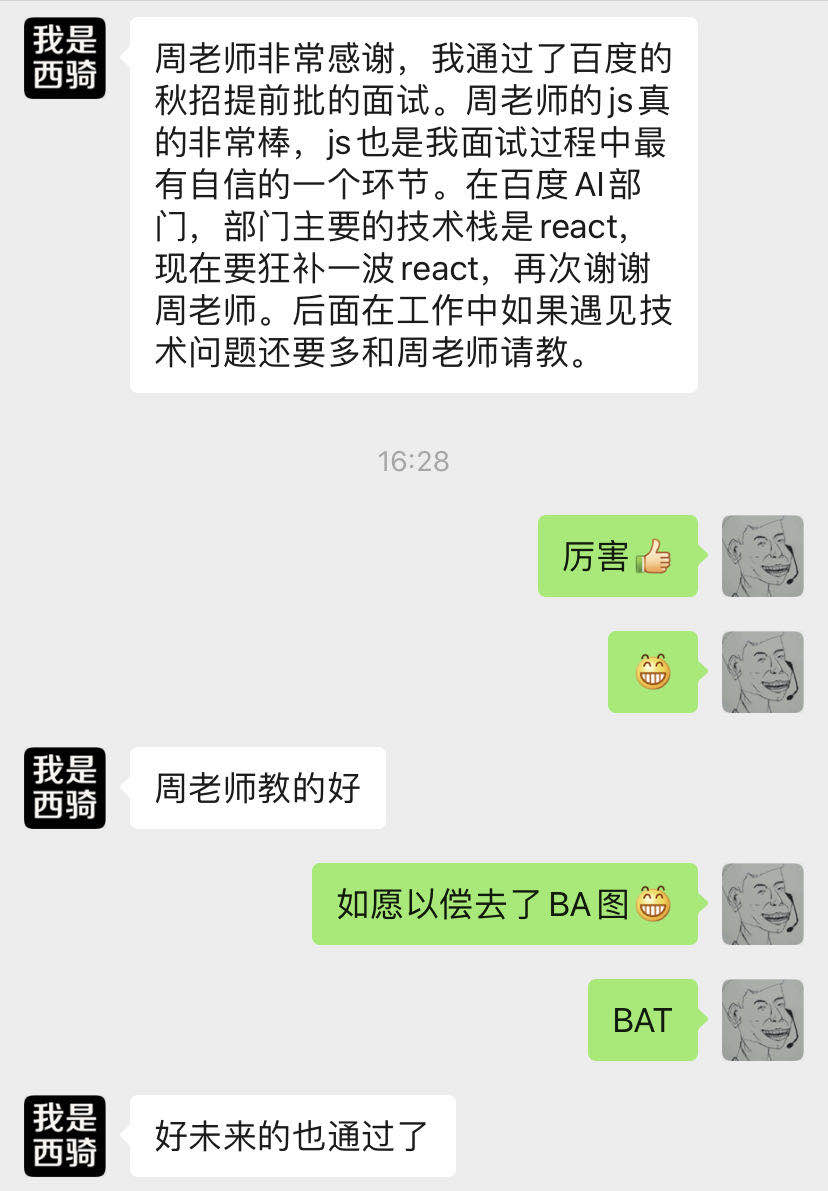 我是
西骑
周老师非常感谢，我通过了百度的
秋招提前批的面试。周老师的js真
的非常棒，js也是我面试过程中最
有自信的一个环节。在百度AI部
门，部门主要的技术栈是react，
现在要狂补一波react，再次谢谢
周老师。后面在工作中如果遇见技
术问题还要多和周老师请教。
16:28
厉害👍
😁
我是
西骑
周老师教的好
如愿以偿去了BA图😁
BAT
我是
西骑
好未来的也通过了